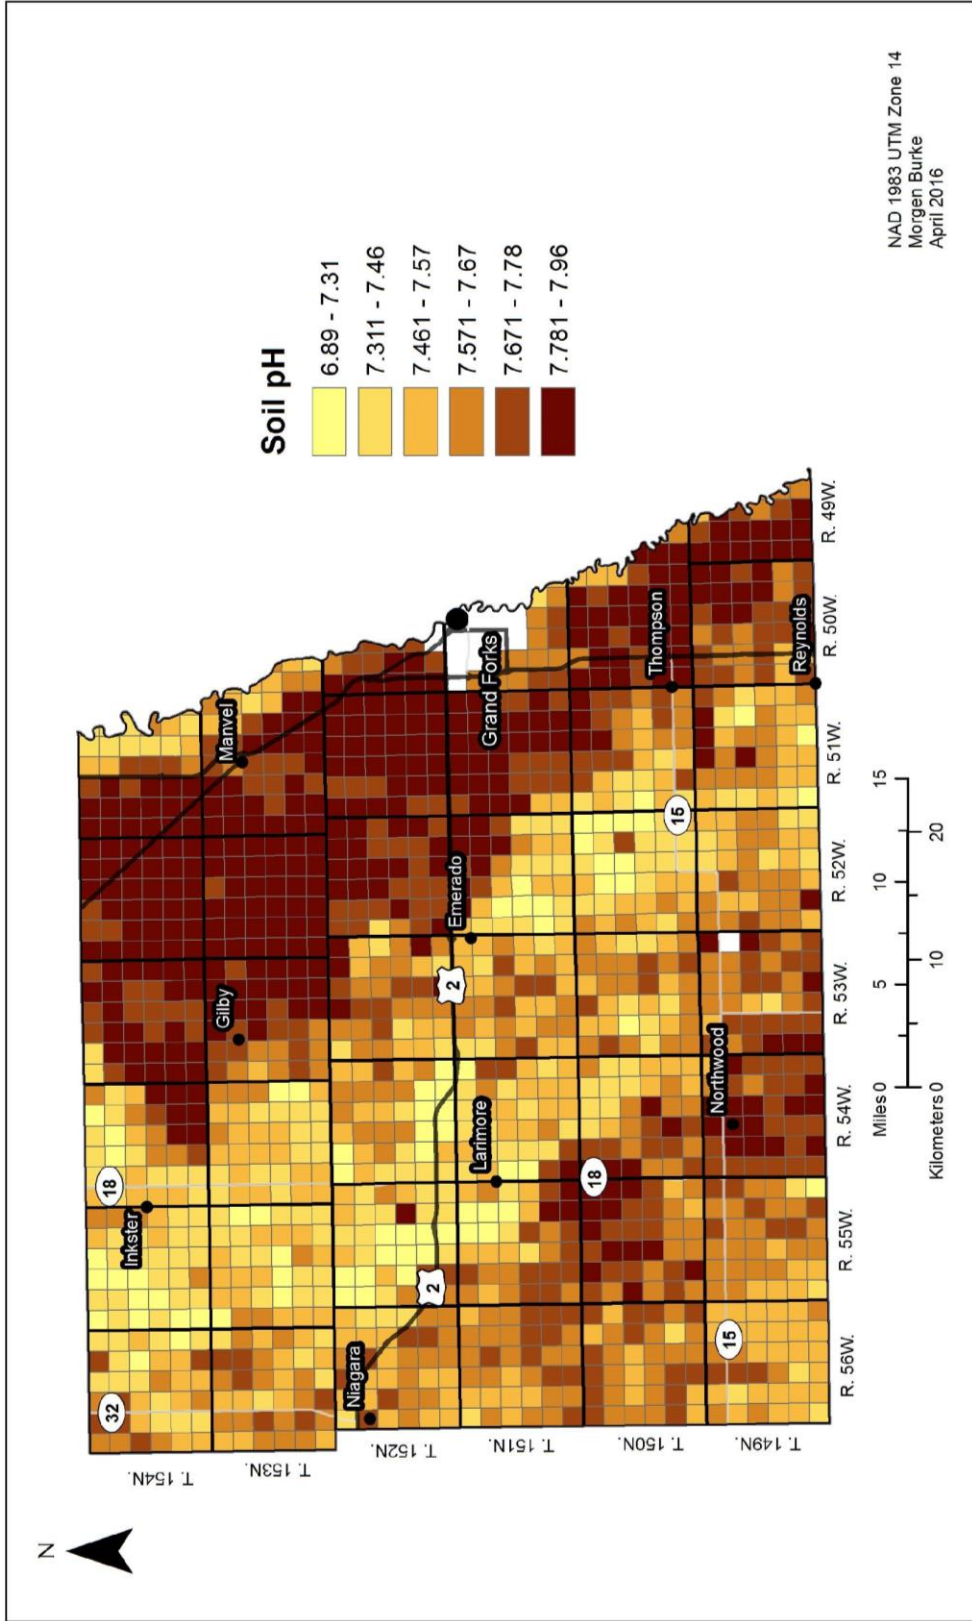 N
32
Inkster
18
Gilby
Manvel
Niagara
2
2
Emerado
Grand Forks
Larimore
18
15
Thompson
15
Northwood
Reynolds
T. 154N.
T. 153N.
T. 152N.
T. 151N.
T. 150N.
T. 149N.
R. 56W.
R. 55W.
R. 54W.
R. 53W.
R. 52W.
R. 51W.
R. 50W.
R. 49W.
Miles 0 5 10 15
Kilometers 0 10 20
Soil pH
6.89 - 7.31
7.311 - 7.46
7.461 - 7.57
7.571 - 7.67
7.671 - 7.78
7.781 - 7.96
NAD 1983 UTM Zone 14
Morgen Burke
April 2016